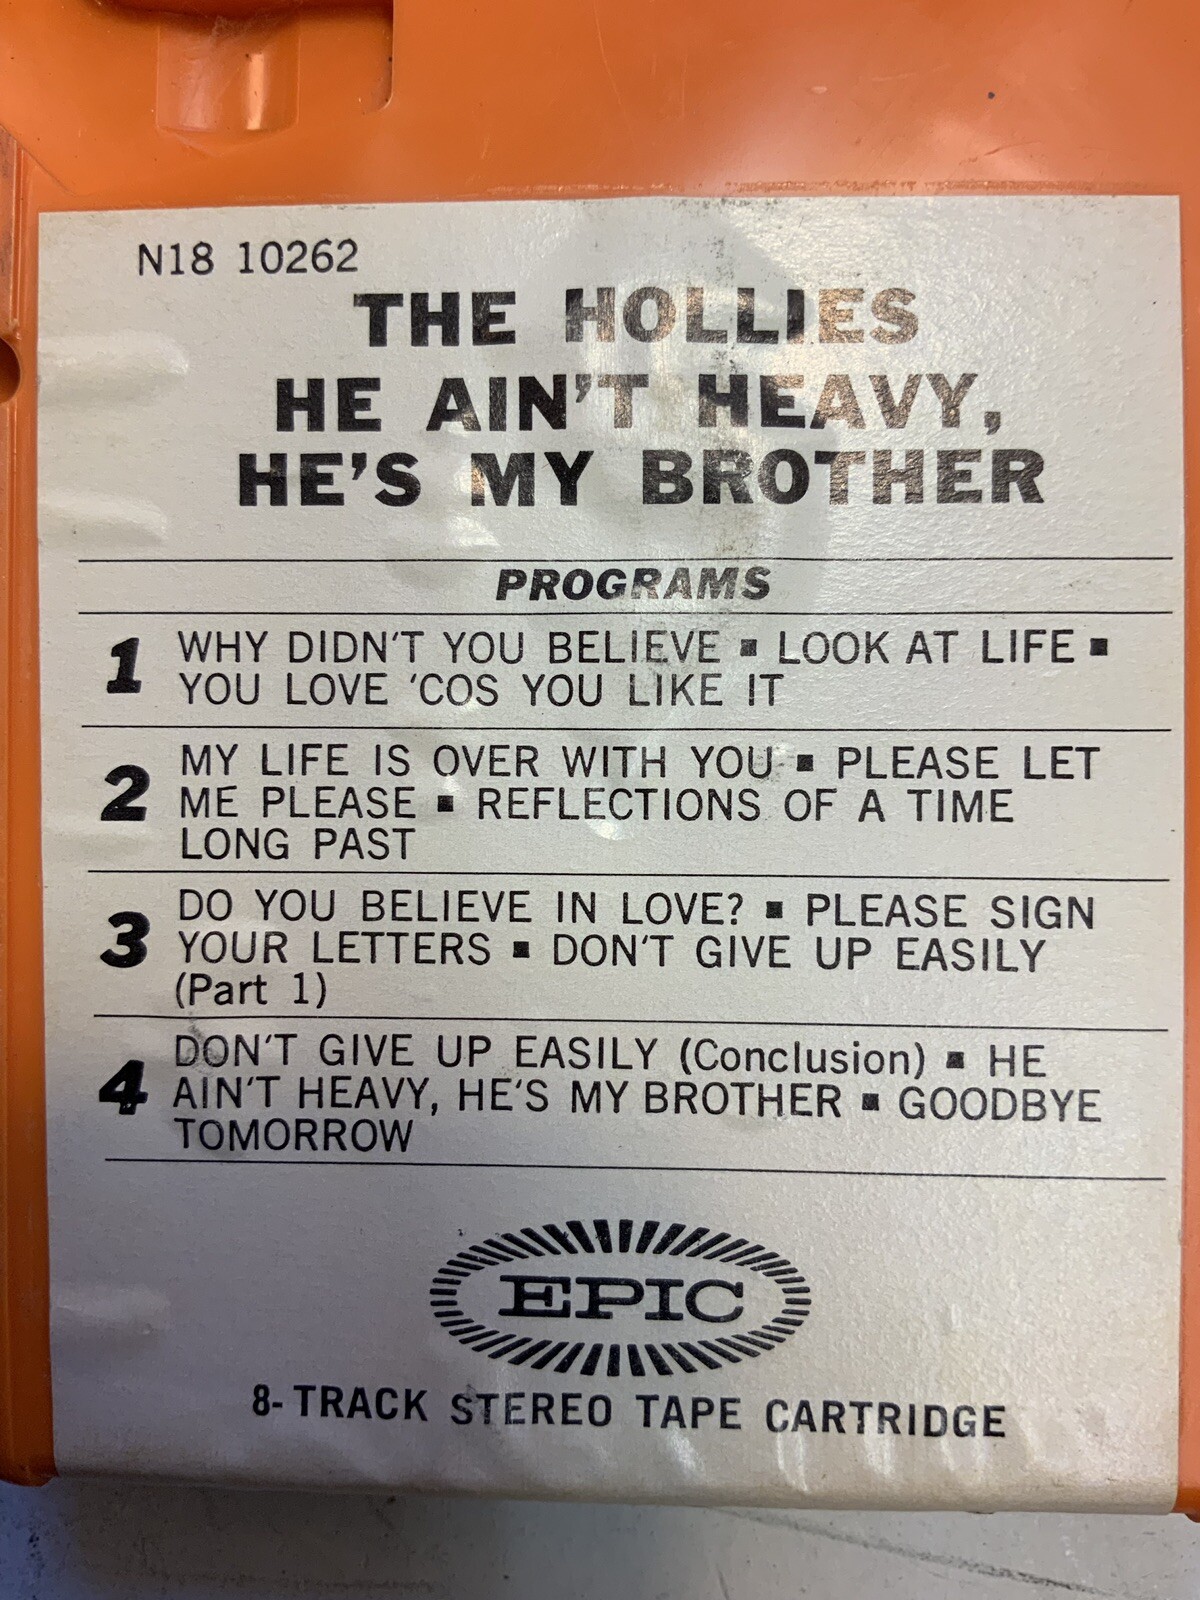 N18 10262
THE HOLLIES
HE AIN'T HEAVY,
HE'S MY BROTHER
PROGRAMS
1 WHY DIDN'T YOU BELIEVE ▪ LOOK AT LIFE ▪
YOU LOVE 'COS YOU LIKE IT
2 MY LIFE IS OVER WITH YOU ▪ PLEASE LET
ME PLEASE ▪ REFLECTIONS OF A TIME
LONG PAST
3 DO YOU BELIEVE IN LOVE? ▪ PLEASE SIGN
YOUR LETTERS ▪ DON'T GIVE UP EASILY
(Part 1)
4 DON'T GIVE UP EASILY (Conclusion) ▪ HE
AIN'T HEAVY, HE'S MY BROTHER ▪ GOODBYE
TOMORROW
EPIC
8-TRACK STEREO TAPE CARTRIDGE